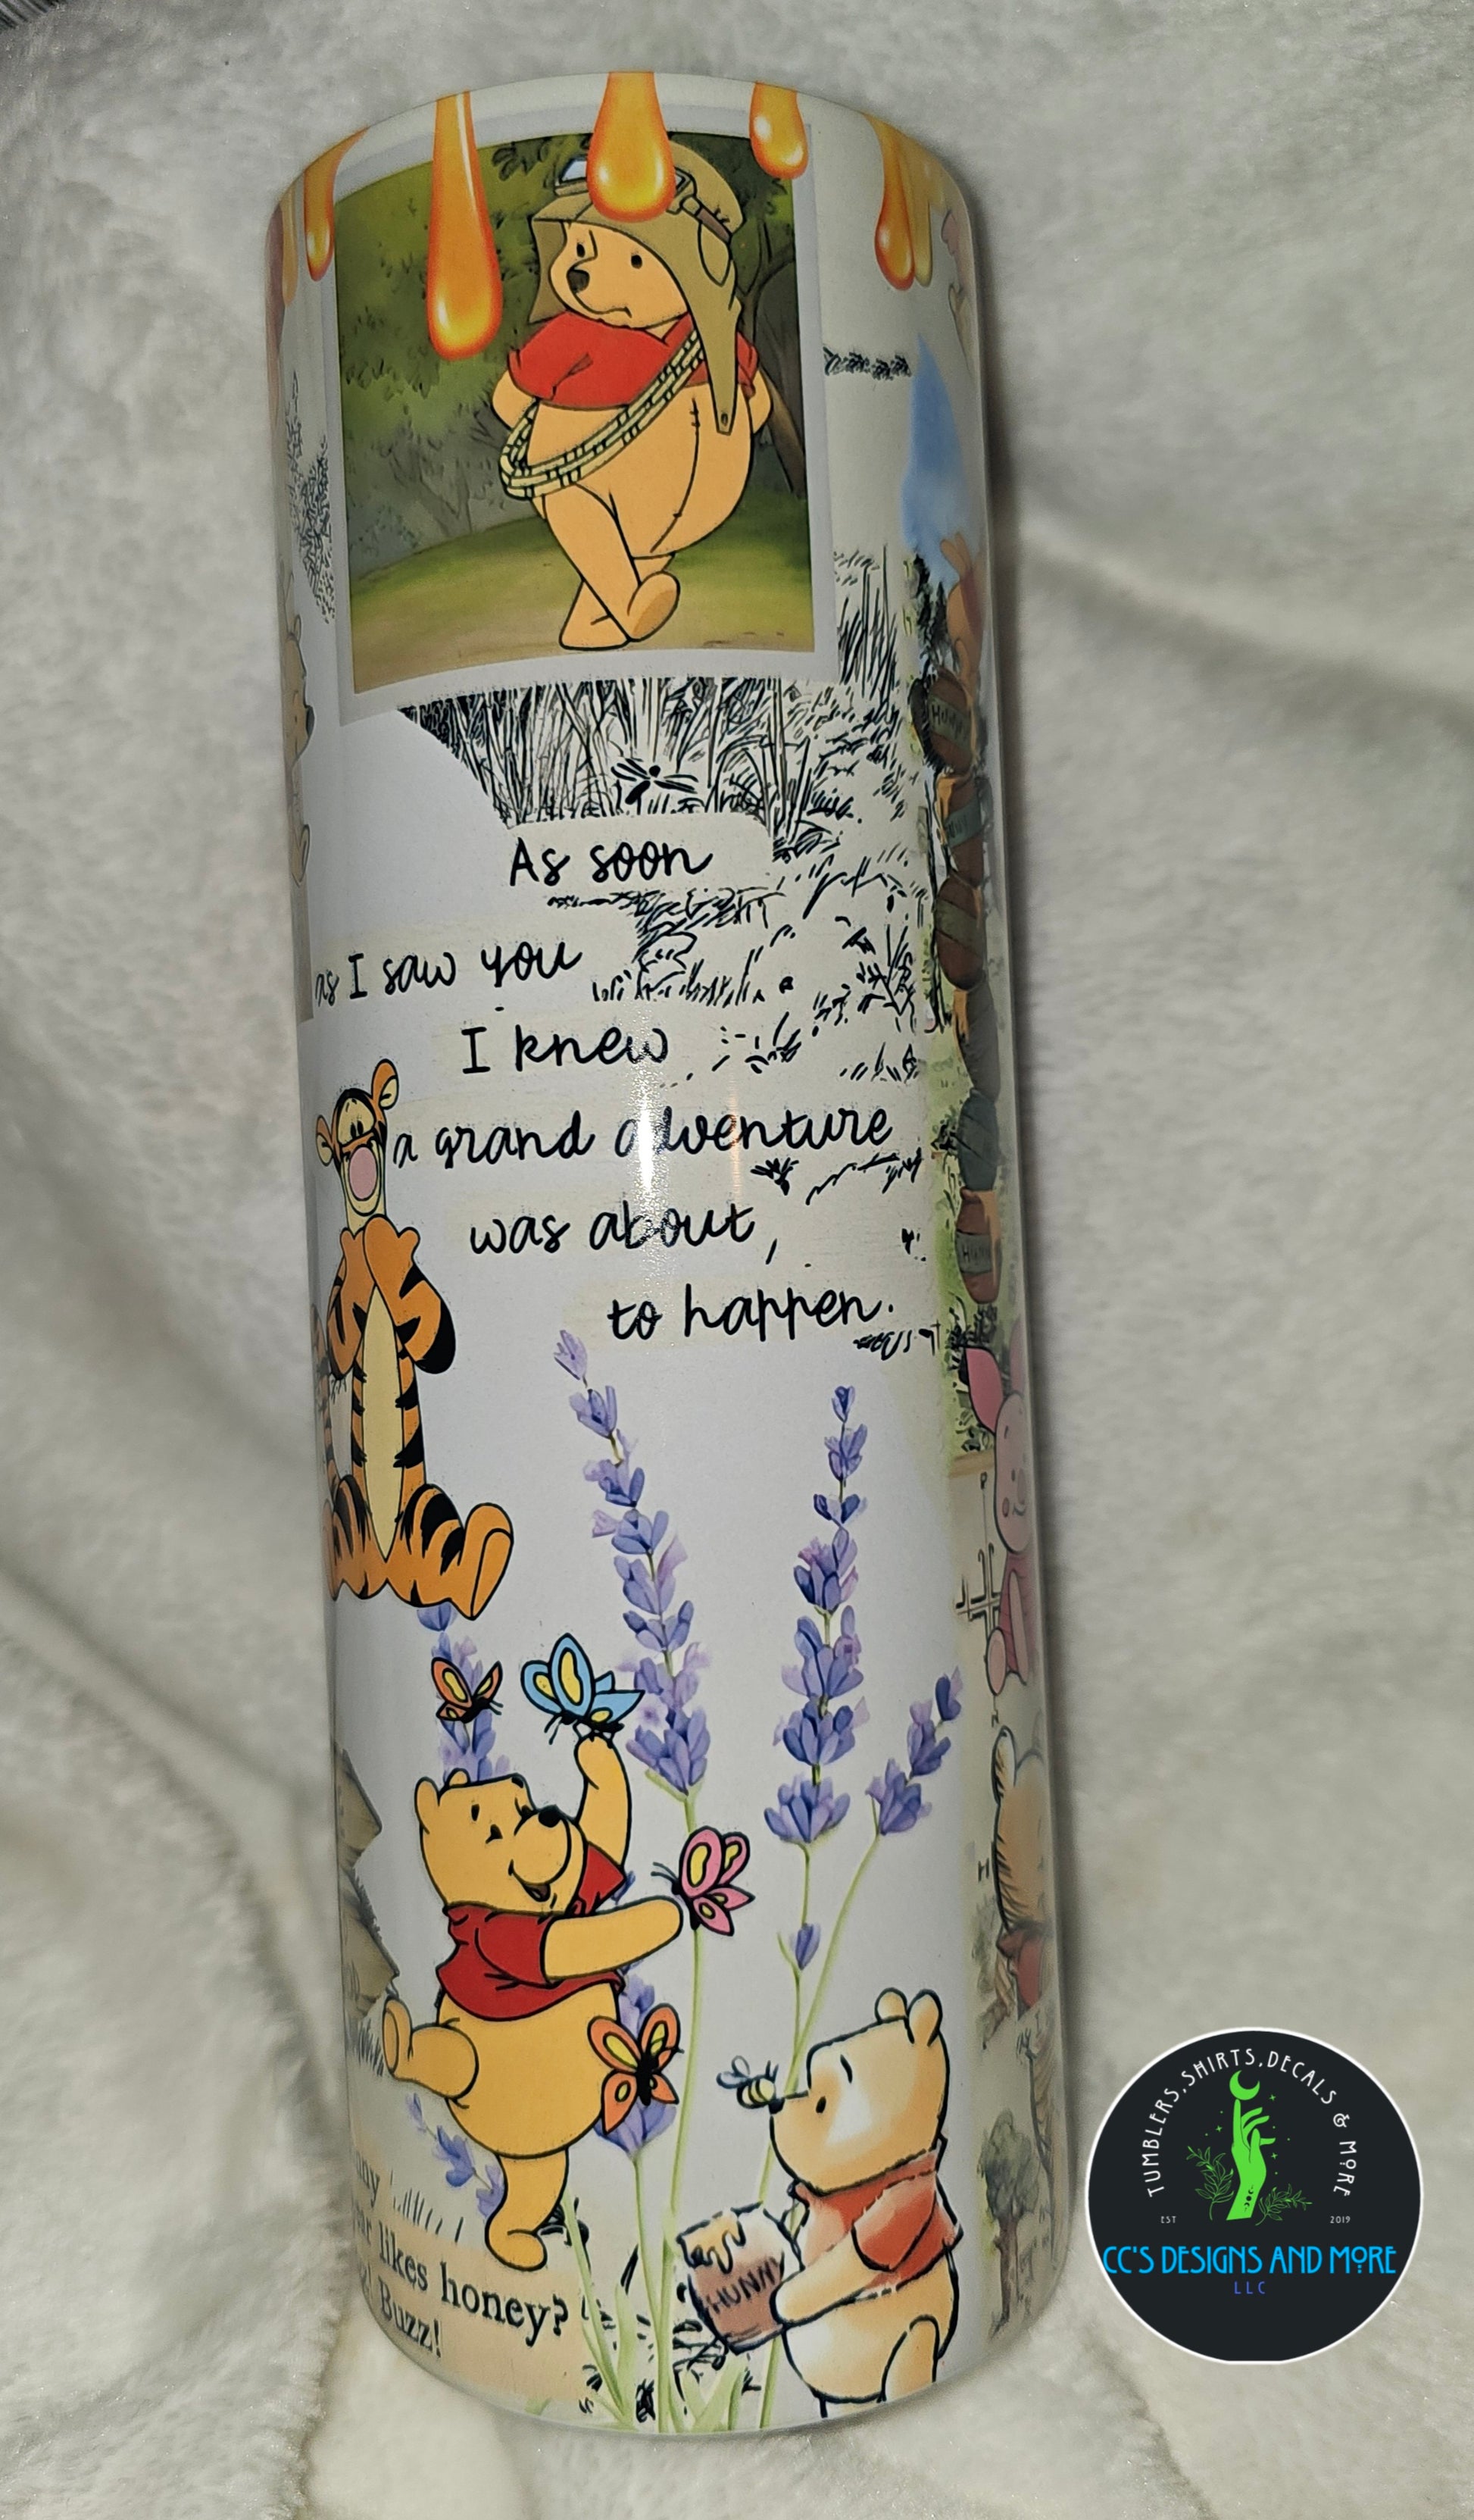 As soon
as I saw you
I knew
a grand adventure
was about
to happen.
likes honey?
Buzz!
HUNNY
TUMBLERS, SHIRTS, DECALS & MORE
EST 2019
CC'S DESIGNS AND MORE
LLC